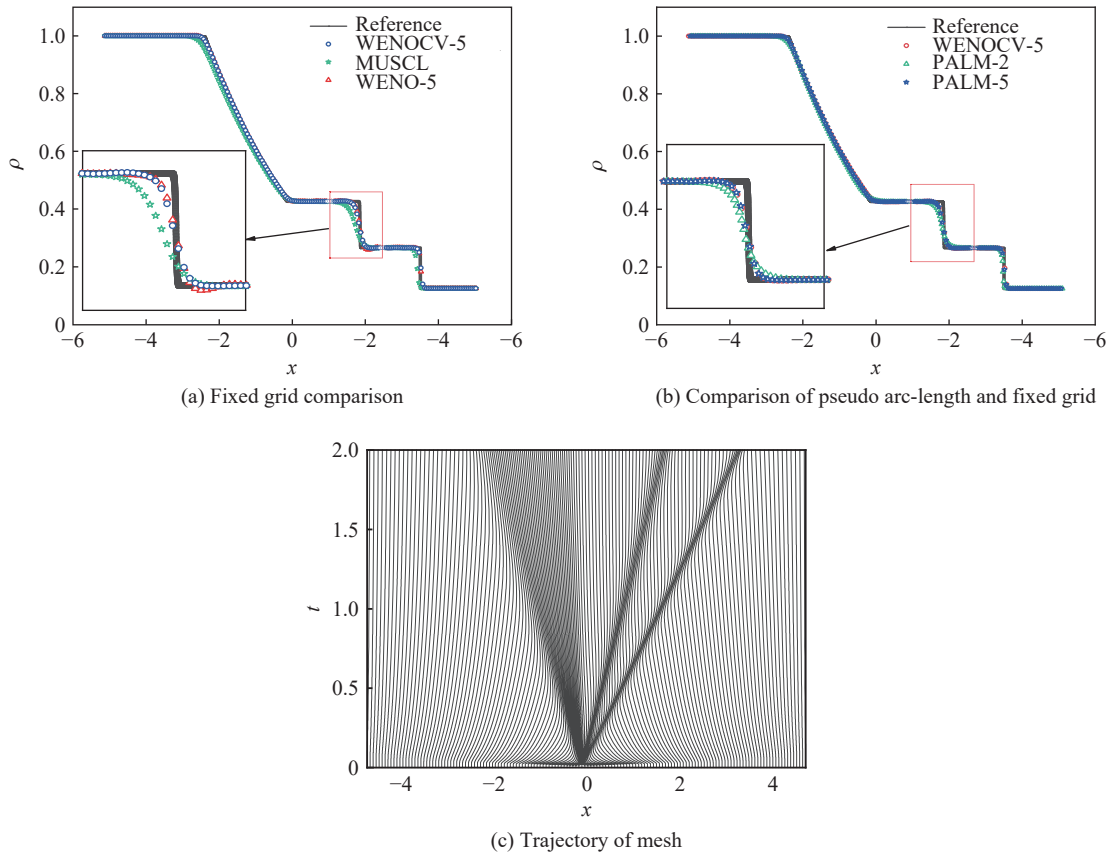 Reference
WENOCV-5
MUSCL
WENO-5
1.0
0.8
0.6
0.4
0.2
0
ρ
−6 −4 −2 0 −2 −4 −6
x
(a) Fixed grid comparison
Reference
WENOCV-5
PALM-2
PALM-5
1.0
0.8
0.6
0.4
0.2
0
ρ
−6 −4 −2 0 −2 −4 −6
x
(b) Comparison of pseudo arc-length and fixed grid
2.0
1.5
1.0
0.5
0
t
−4 −2 0 2 4
x
(c) Trajectory of mesh